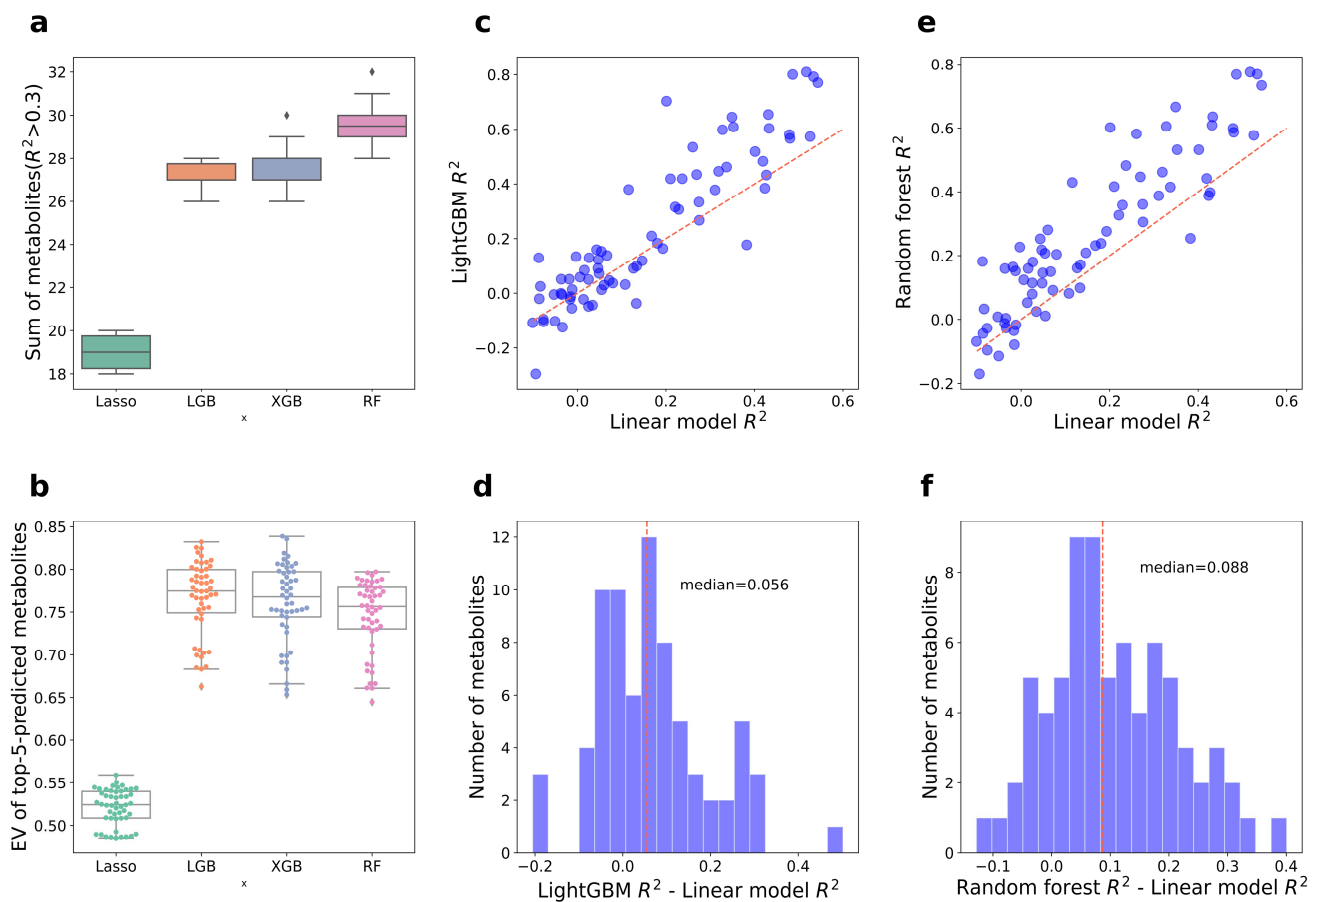 a
Sum of metabolites(R²>0.3)
32
30
28
26
24
22
20
18
Lasso LGB XGB RF
x
c
LightGBM R²
0.8
0.6
0.4
0.2
0.0
−0.2
0.0 0.2 0.4 0.6
Linear model R²
e
Random forest R²
0.8
0.6
0.4
0.2
0.0
−0.2
0.0 0.2 0.4 0.6
Linear model R²
b
EV of top-5-predicted metabolites
0.85
0.80
0.75
0.70
0.65
0.60
0.55
0.50
Lasso LGB XGB RF
x
d
Number of metabolites
12
10
8
6
4
2
0
median=0.056
−0.2 0.0 0.2 0.4
LightGBM R² - Linear model R²
f
Number of metabolites
8
6
4
2
0
median=0.088
−0.1 0.0 0.1 0.2 0.3 0.4
Random forest R² - Linear model R²